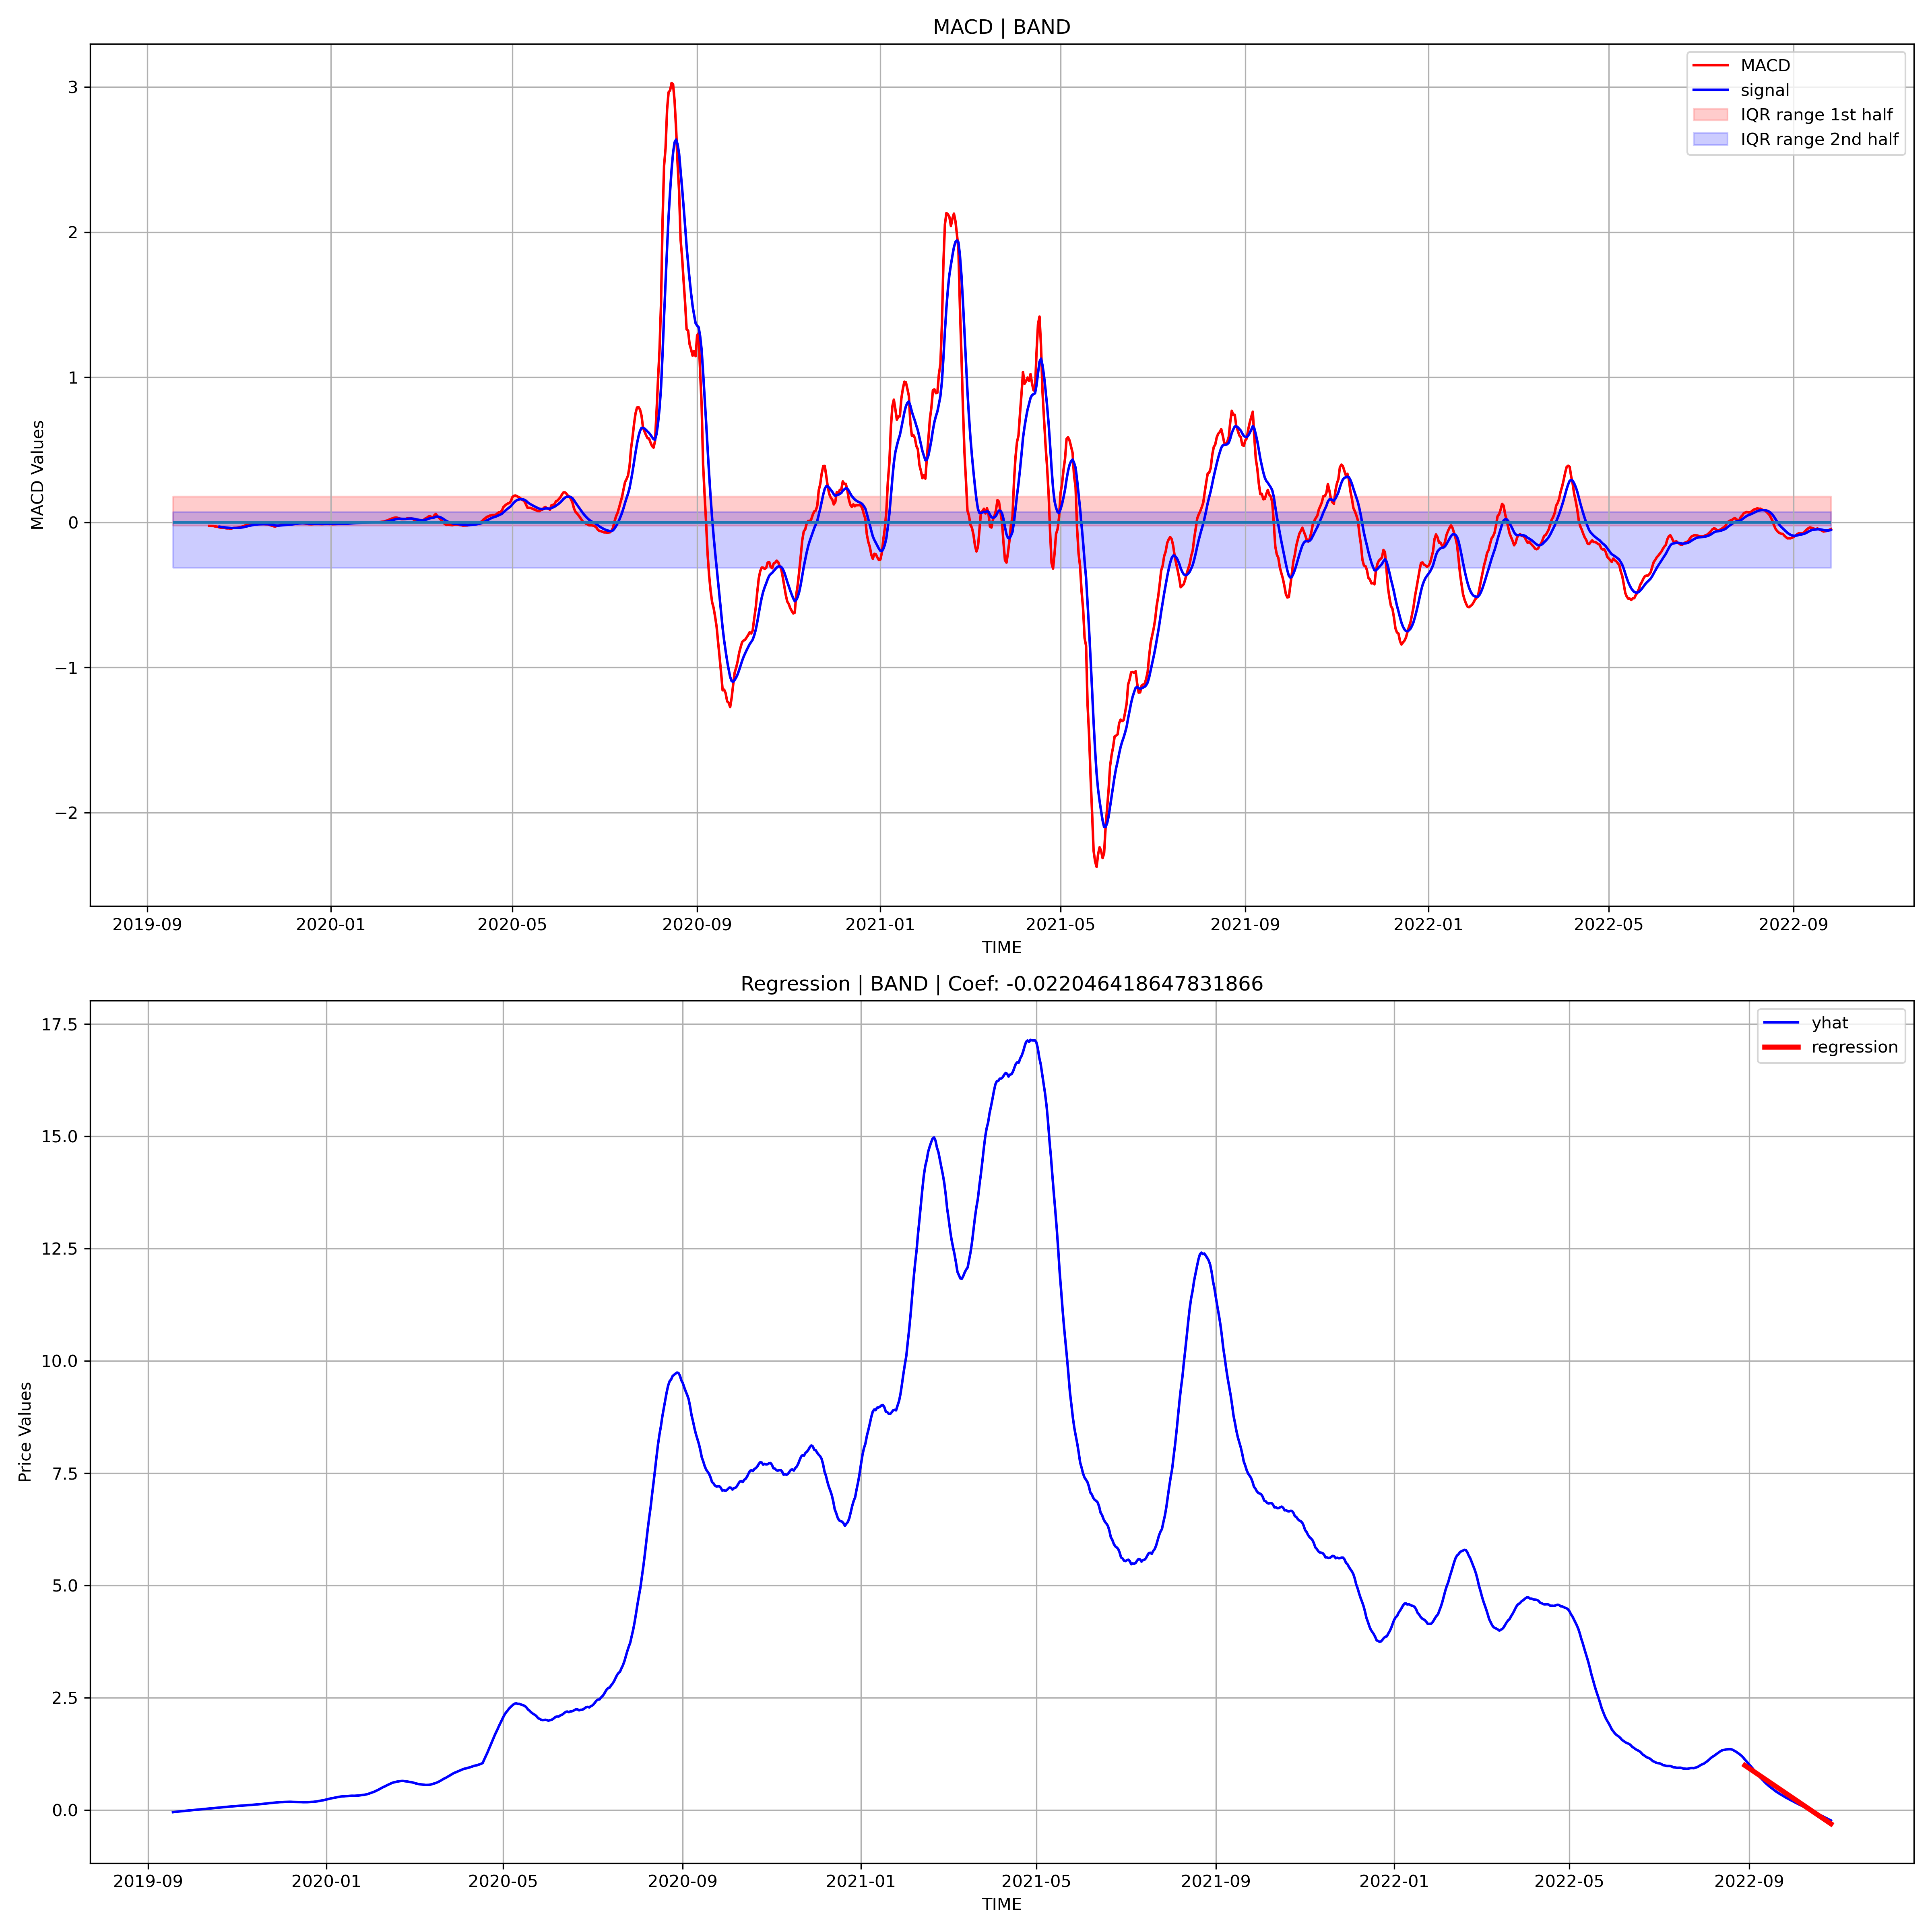 MACD | BAND
MACD
signal
IQR range 1st half
IQR range 2nd half
3
2
1
0
−1
−2
MACD Values
2019-09 2020-01 2020-05 2020-09 2021-01 2021-05 2021-09 2022-01 2022-05 2022-09
TIME
Regression | BAND | Coef: -0.022046418647831866
yhat
regression
17.5
15.0
12.5
10.0
7.5
5.0
2.5
0.0
Price Values
2019-09 2020-01 2020-05 2020-09 2021-01 2021-05 2021-09 2022-01 2022-05 2022-09
TIME